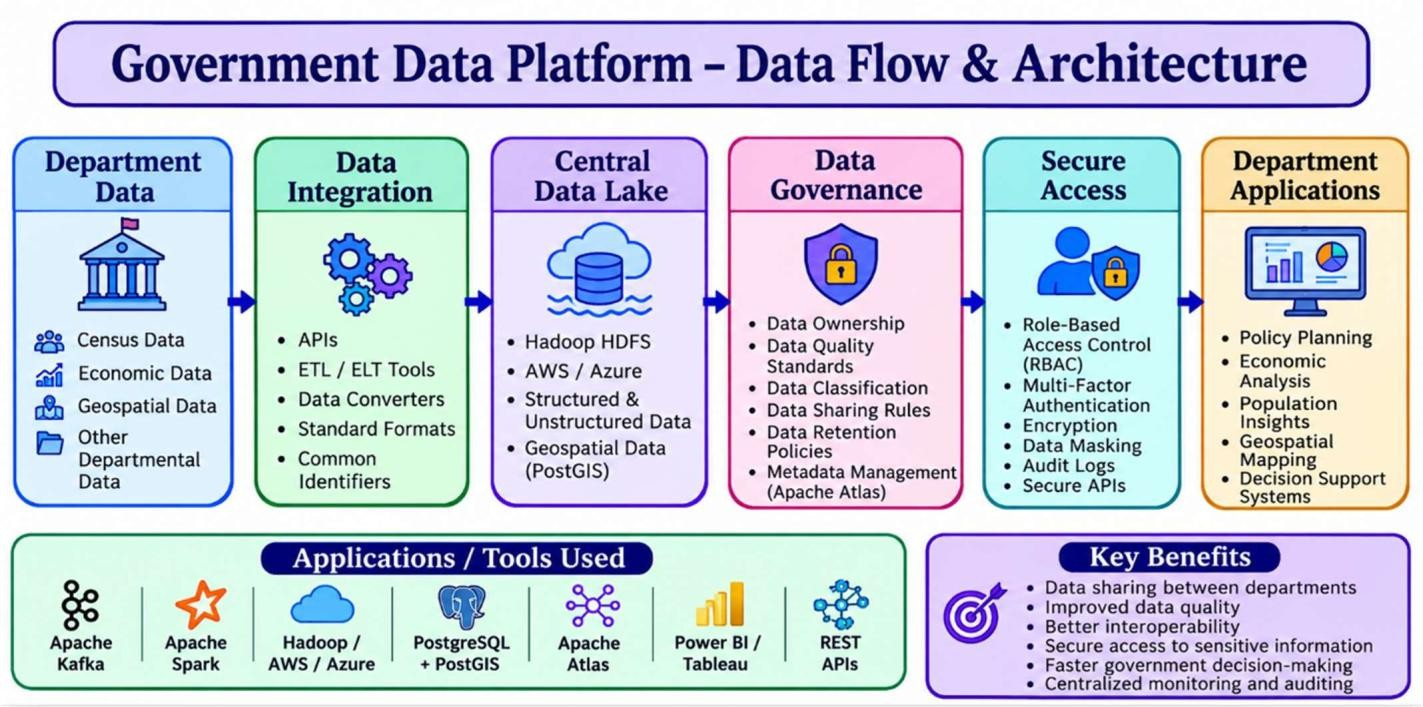 Government Data Platform – Data Flow & Architecture
Department
Data
Census Data
Economic Data
Geospatial Data
Other
Departmental
Data
Data
Integration
• APIs
• ETL / ELT Tools
• Data Converters
• Standard Formats
• Common
Identifiers
Central
Data Lake
• Hadoop HDFS
• AWS / Azure
• Structured &
Unstructured Data
• Geospatial Data
(PostGIS)
Data
Governance
• Data Ownership
• Data Quality
Standards
• Data Classification
• Data Sharing Rules
• Data Retention
Policies
• Metadata Management
(Apache Atlas)
Secure
Access
• Role-Based
Access Control
(RBAC)
• Multi-Factor
Authentication
• Encryption
• Data Masking
• Audit Logs
• Secure APIs
Department
Applications
• Policy Planning
• Economic
Analysis
• Population
Insights
• Geospatial
Mapping
• Decision Support
Systems
Applications / Tools Used
Apache
Kafka
Apache
Spark
Hadoop /
AWS / Azure
PostgreSQL
+ PostGIS
Apache
Atlas
Power BI /
Tableau
REST
APIs
Key Benefits
• Data sharing between departments
• Improved data quality
• Better interoperability
• Secure access to sensitive information
• Faster government decision-making
• Centralized monitoring and auditing